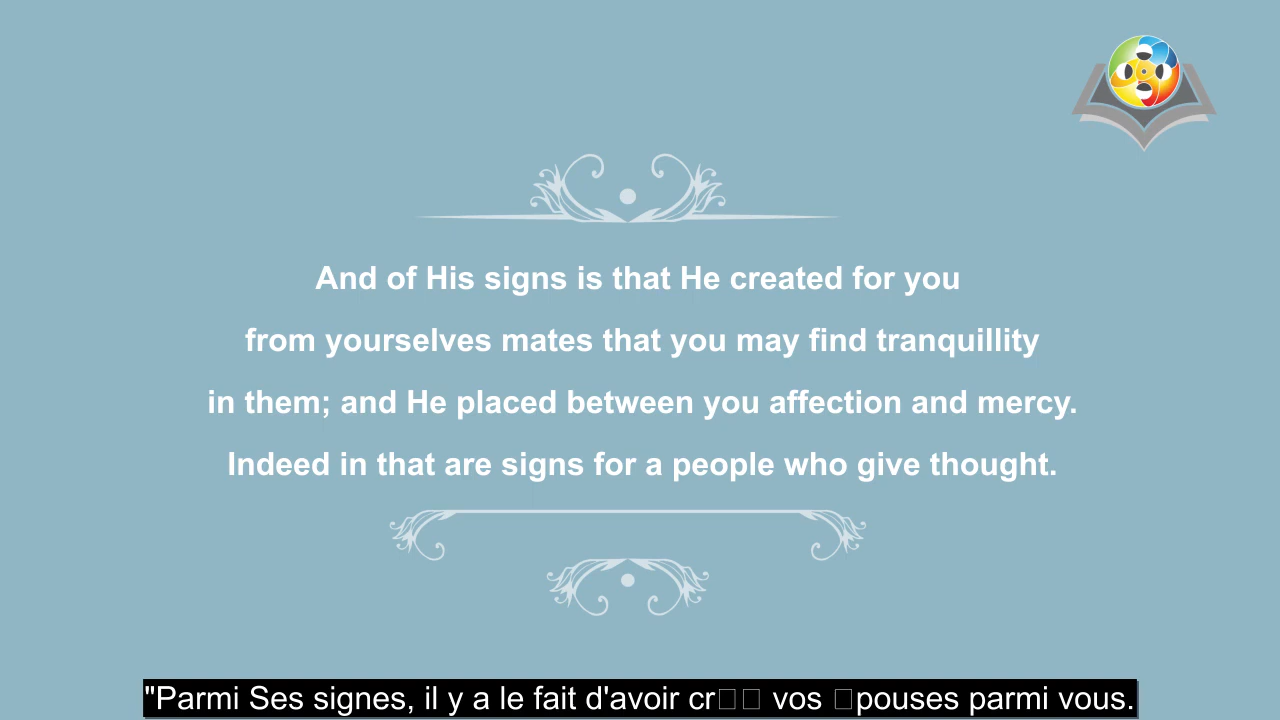 And of His signs is that He created for you
from yourselves mates that you may find tranquillity
in them; and He placed between you affection and mercy.
Indeed in that are signs for a people who give thought.
"Parmi Ses signes, il y a le fait d'avoir cr□□ vos □pouses parmi vous.